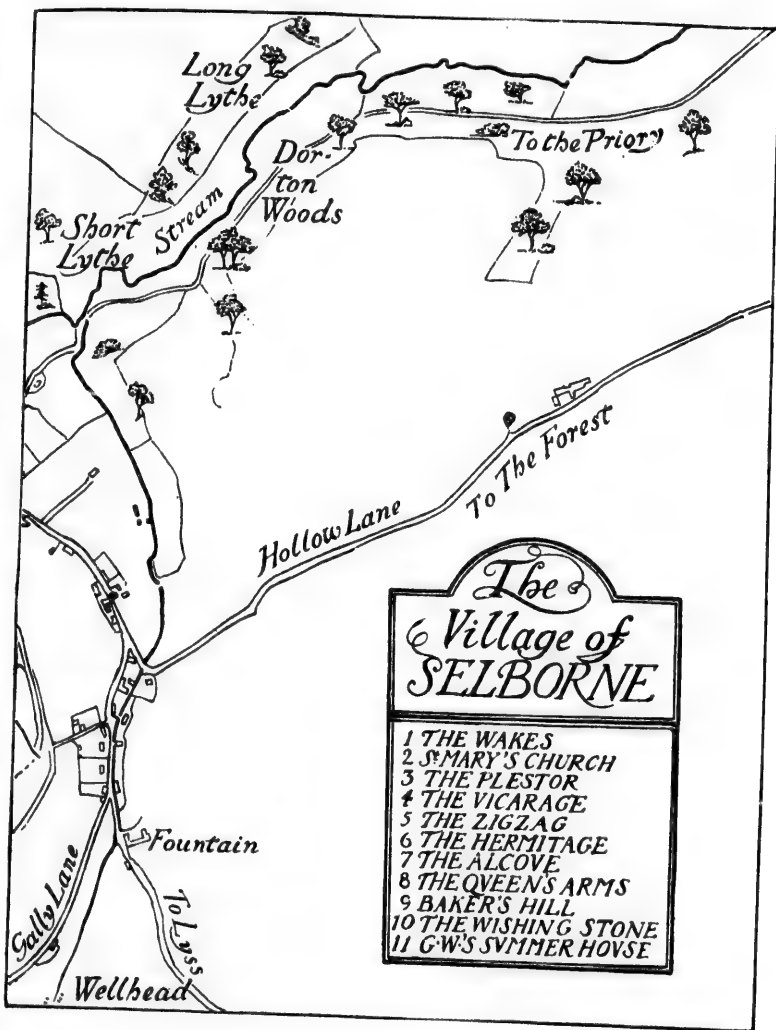 Long
Lythe
To the Priory
Dor-
ton
Woods
Stream
Short
Lythe
To The Forest
Hollow Lane
The
Village of
SELBORNE
1 THE WAKES
2 St MARY'S CHURCH
3 THE PLESTOR
4 THE VICARAGE
5 THE ZIGZAG
6 THE HERMITAGE
7 THE ALCOVE
8 THE QVEEN'S ARMS
9 BAKER'S HILL
10 THE WISHING STONE
11 G·W'S SVMMER HOVSE
Fountain
Gally Lane
To Lyss
Wellhead